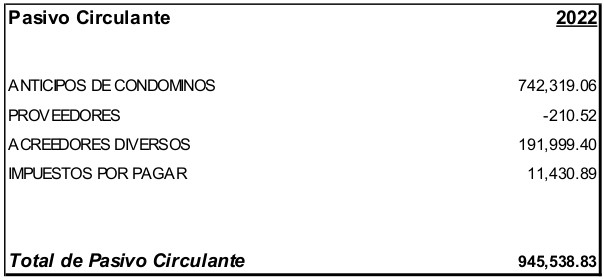 Pasivo Circulante 2022
ANTICIPOS DE CONDOMINOS 742,319.06
PROVEEDORES -210.52
ACREEDORES DIVERSOS 191,999.40
IMPUESTOS POR PAGAR 11,430.89
Total de Pasivo Circulante 945,538.83